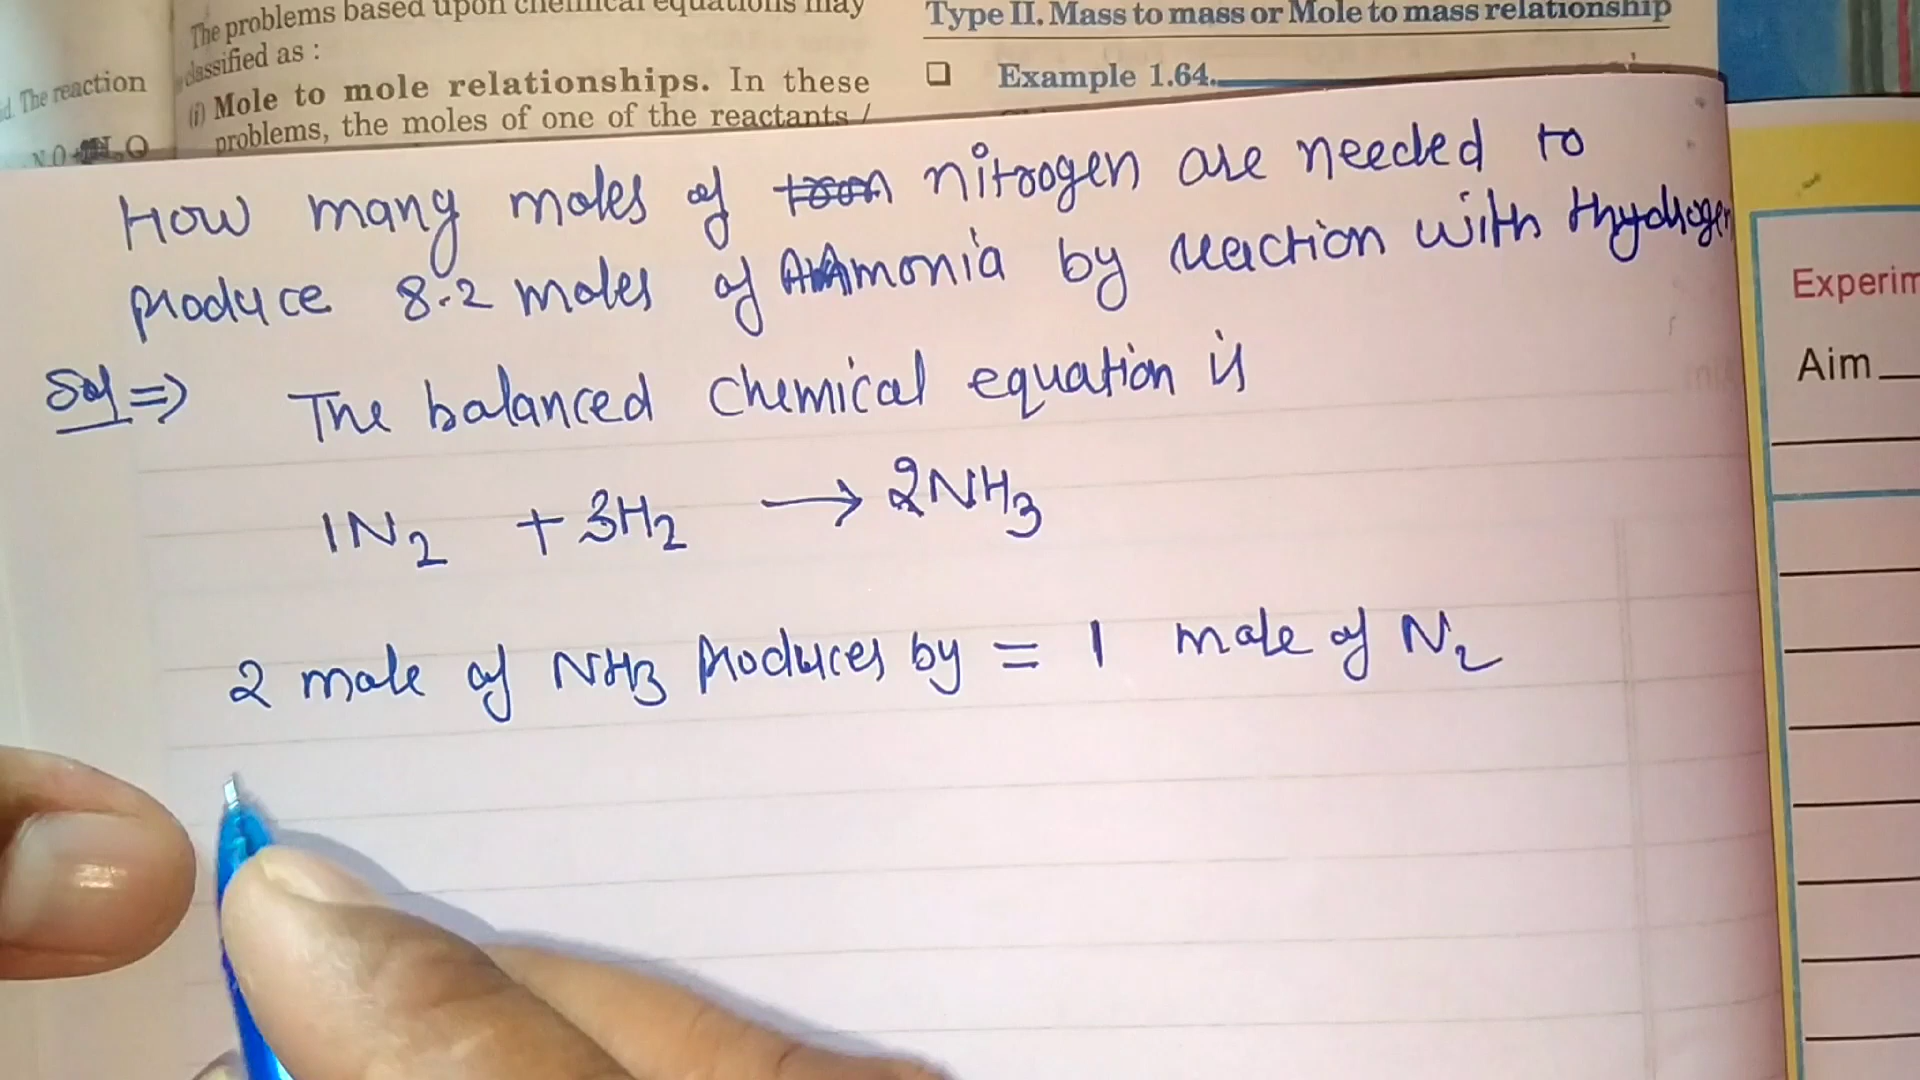 The problems based upon chemical equations may
classified as :
(i) Mole to mole relationships. In these
problems, the moles of one of the reactants /
The reaction
Type II. Mass to mass or Mole to mass relationship
Example 1.64.
How many moles of nitrogen are needed to
produce 8.2 moles of Ammonia by reaction with Hydrogen
Sol => The balanced chemical equation is
1N2 + 3H2 → 2NH3
2 mole of NH3 produces by = 1 mole of N2
Experim
Aim